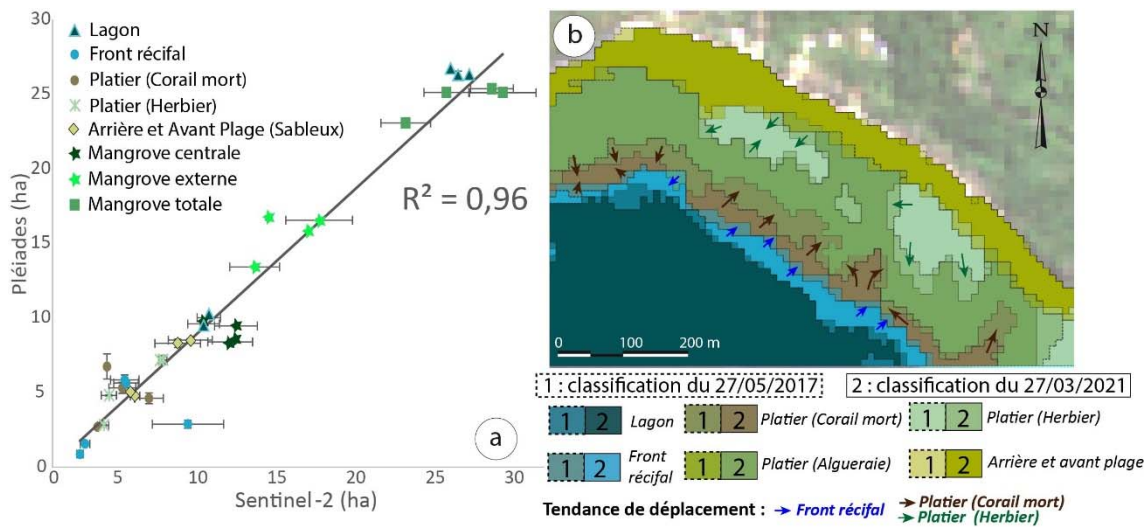 a
30
25
20
15
10
5
0
Pléiades (ha)
Lagon
Front récifal
Platier (Corail mort)
Platier (Herbier)
Arrière et Avant Plage (Sableux)
Mangrove centrale
Mangrove externe
Mangrove totale
R² = 0,96
0 5 10 15 20 25 30
Sentinel -2 (ha)
b
N
0 100 200 m
1 : classification du 27/05/2017
2 : classification du 27/03/2021
1 2 Lagon
1 2 Platier (Corail mort)
1 2 Platier (Herbier)
1 2 Front récifal
1 2 Platier (Algueraie)
1 2 Arrière et avant plage
Tendance de déplacement : Front récifal
Platier (Corail mort)
Platier (Herbier)